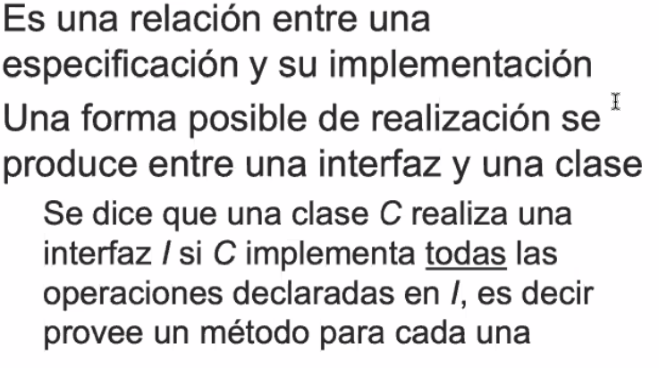 Es una relación entre una
especificación y su implementación
Una forma posible de realización se
produce entre una interfaz y una clase
Se dice que una clase C realiza una
interfaz I si C implementa todas las
operaciones declaradas en I, es decir
provee un método para cada una